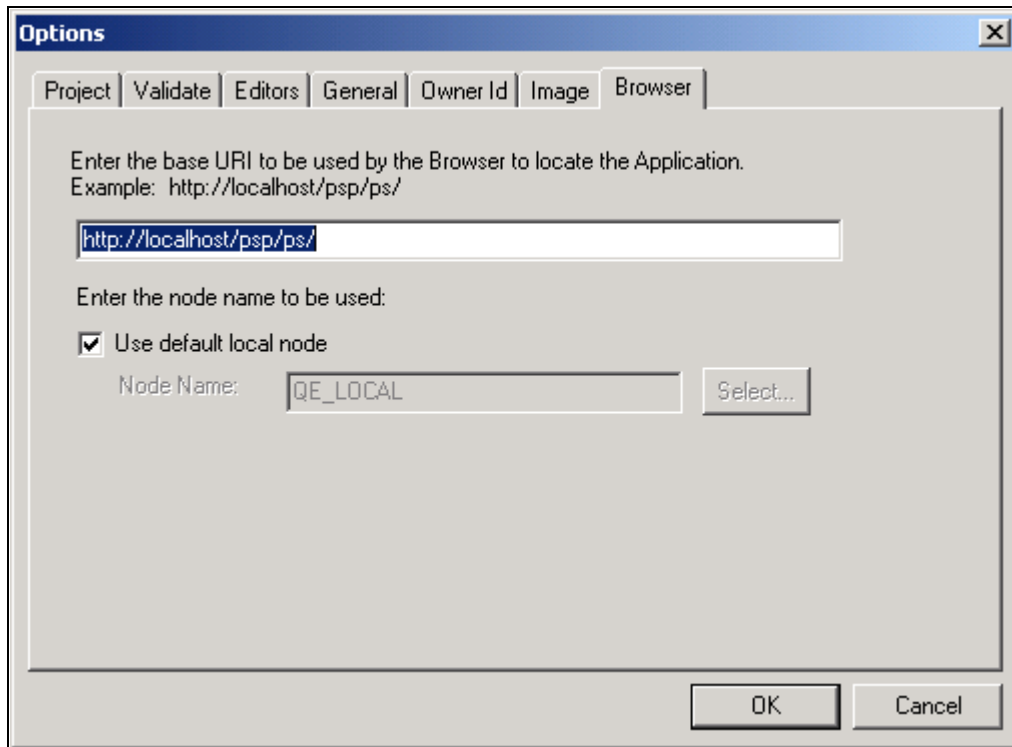 Options
Project Validate Editors General Owner Id Image Browser
Enter the base URI to be used by the Browser to locate the Application.
Example: http://localhost/psp/ps/
http://localhost/psp/ps/
Enter the node name to be used:
Use default local node
Node Name: QE_LOCAL Select...
OK Cancel